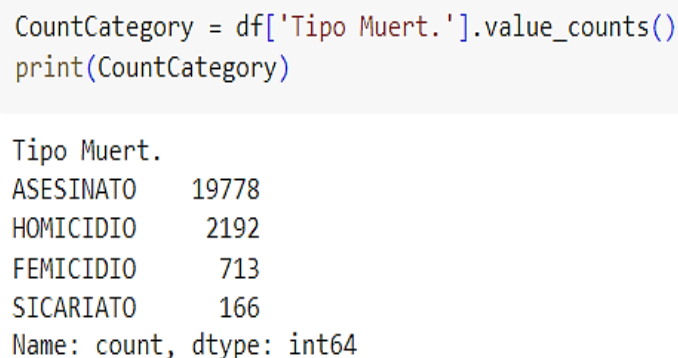 CountCategory = df['Tipo Muert.'].value_counts()
print(CountCategory)
Tipo Muert.
ASESINATO    19778
HOMICIDIO     2192
FEMICIDIO      713
SICARIATO      166
Name: count, dtype: int64